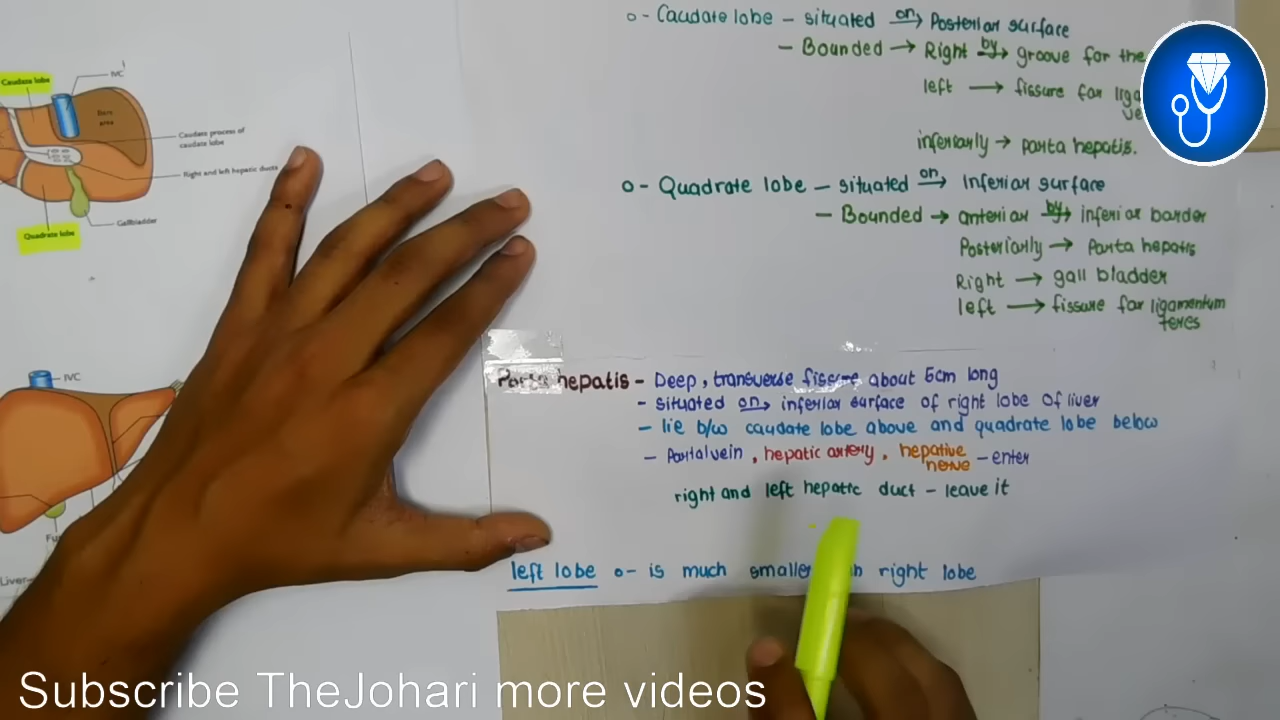 Caudate lobe
IVC
Bare area
Caudate process of
caudate lobe
Right and left hepatic ducts
Gallbladder
Quadrate lobe
IVC
Liver
o- Caudate lobe – situated on→ Posterior surface
– Bounded → Right by→ groove for the
left → fissure for
inferiorly → porta hepatis.
o- Quadrate lobe – situated on→ inferior surface
– Bounded → anterior by→ inferior border
Posteriorly → Porta hepatis
Right → gall bladder
left → fissure for ligamentum
teres
Porta hepatis – Deep, transverse fissure about 5cm long
– situated on→ inferior surface of right lobe of liver
– lie b/w caudate lobe above and quadrate lobe below
– Portalvein, hepatic artery, hepative nerve – enter
right and left hepatic duct – leave it
left lobe o- is much smaller right lobe
Subscribe TheJohari more videos